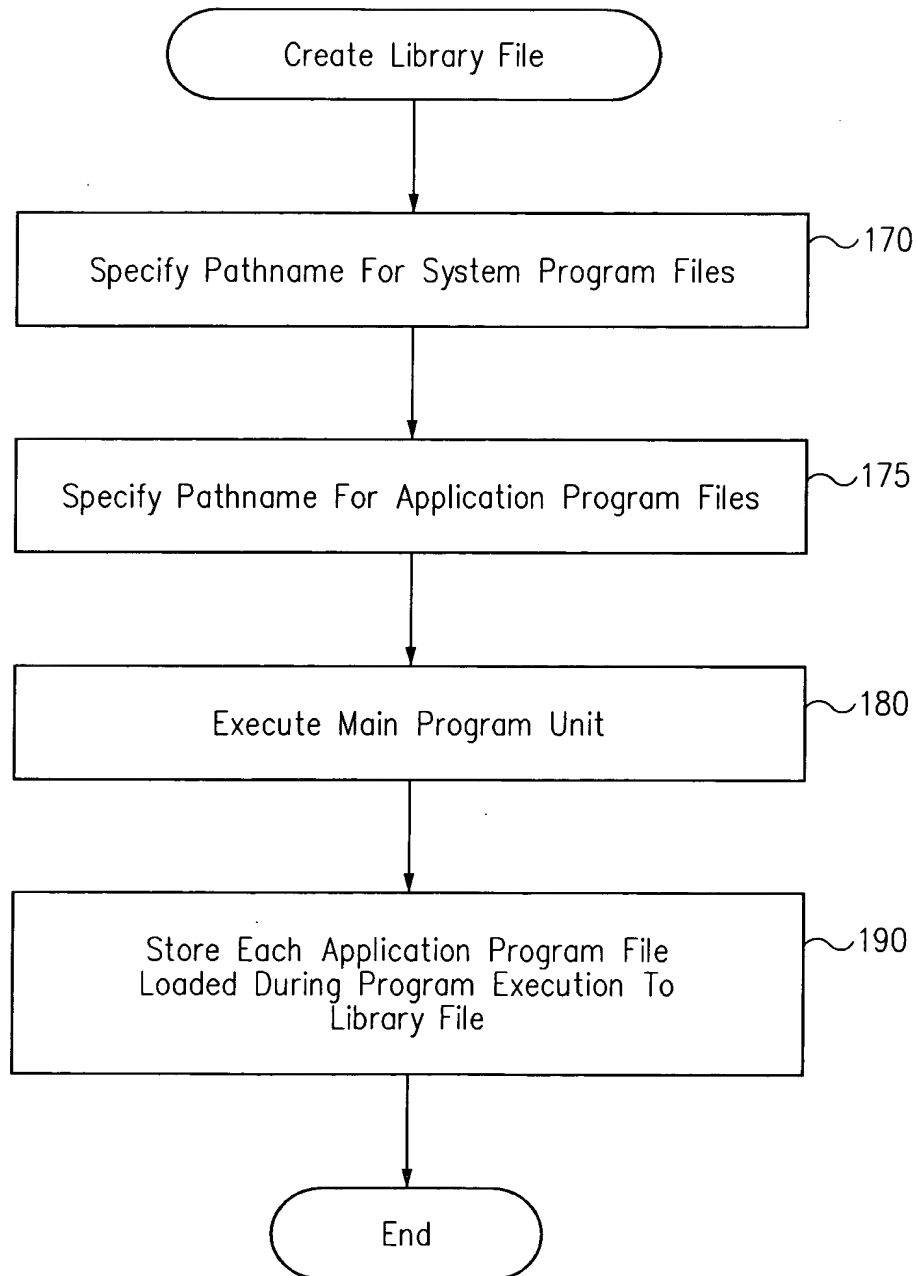 Create Library File
Specify Pathname For System Program Files
170
Specify Pathname For Application Program Files
175
Execute Main Program Unit
180
Store Each Application Program File
Loaded During Program Execution To
Library File
190
End